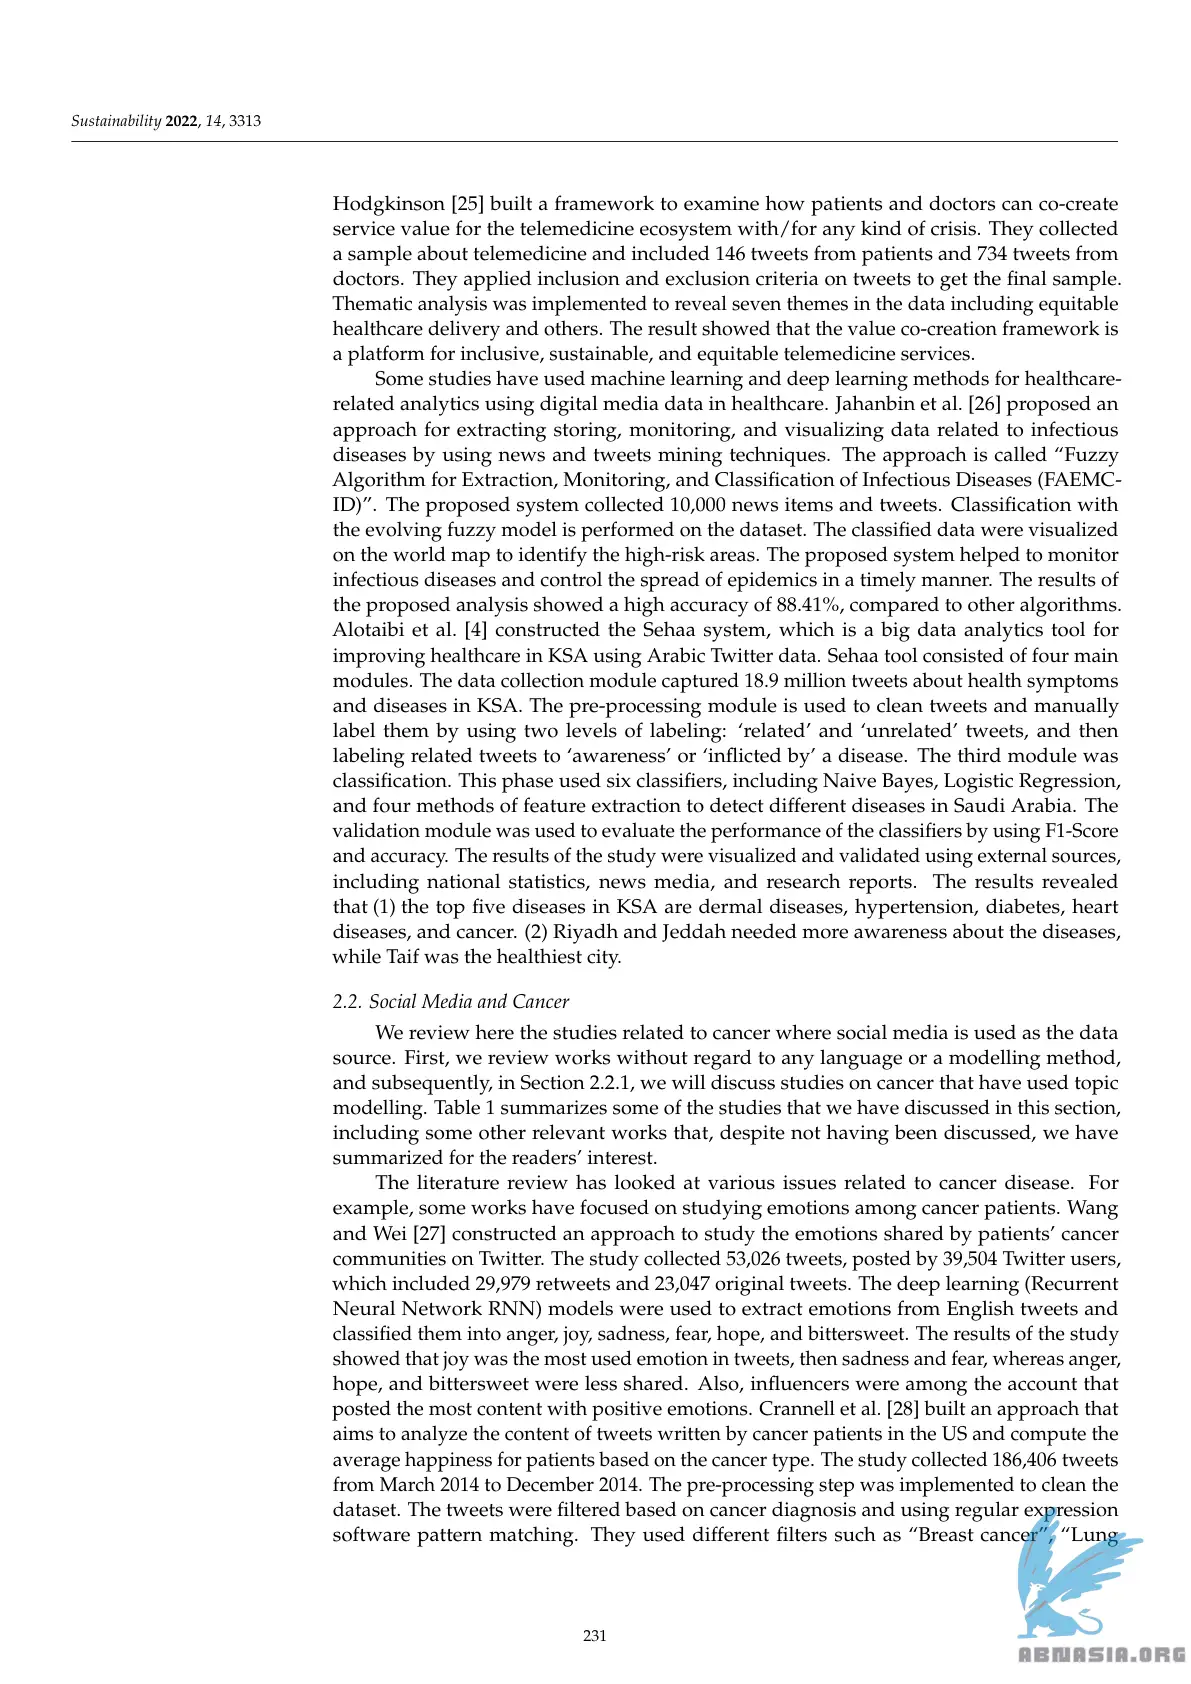 Sustainability 2022, 14, 3313
Hodgkinson [25] built a framework to examine how patients and doctors can co-create
service value for the telemedicine ecosystem with/for any kind of crisis. They collected
a sample about telemedicine and included 146 tweets from patients and 734 tweets from
doctors. They applied inclusion and exclusion criteria on tweets to get the final sample.
Thematic analysis was implemented to reveal seven themes in the data including equitable
healthcare delivery and others. The result showed that the value co-creation framework is
a platform for inclusive, sustainable, and equitable telemedicine services.
Some studies have used machine learning and deep learning methods for healthcare-
related analytics using digital media data in healthcare. Jahanbin et al. [26] proposed an
approach for extracting storing, monitoring, and visualizing data related to infectious
diseases by using news and tweets mining techniques. The approach is called “Fuzzy
Algorithm for Extraction, Monitoring, and Classification of Infectious Diseases (FAEMC-
ID)”. The proposed system collected 10,000 news items and tweets. Classification with
the evolving fuzzy model is performed on the dataset. The classified data were visualized
on the world map to identify the high-risk areas. The proposed system helped to monitor
infectious diseases and control the spread of epidemics in a timely manner. The results of
the proposed analysis showed a high accuracy of 88.41%, compared to other algorithms.
Alotaibi et al. [4] constructed the Sehaa system, which is a big data analytics tool for
improving healthcare in KSA using Arabic Twitter data. Sehaa tool consisted of four main
modules. The data collection module captured 18.9 million tweets about health symptoms
and diseases in KSA. The pre-processing module is used to clean tweets and manually
label them by using two levels of labeling: ‘related’ and ‘unrelated’ tweets, and then
labeling related tweets to ‘awareness’ or ‘inflicted by’ a disease. The third module was
classification. This phase used six classifiers, including Naive Bayes, Logistic Regression,
and four methods of feature extraction to detect different diseases in Saudi Arabia. The
validation module was used to evaluate the performance of the classifiers by using F1-Score
and accuracy. The results of the study were visualized and validated using external sources,
including national statistics, news media, and research reports. The results revealed
that (1) the top five diseases in KSA are dermal diseases, hypertension, diabetes, heart
diseases, and cancer. (2) Riyadh and Jeddah needed more awareness about the diseases,
while Taif was the healthiest city.
2.2. Social Media and Cancer
We review here the studies related to cancer where social media is used as the data
source. First, we review works without regard to any language or a modelling method,
and subsequently, in Section 2.2.1, we will discuss studies on cancer that have used topic
modelling. Table 1 summarizes some of the studies that we have discussed in this section,
including some other relevant works that, despite not having been discussed, we have
summarized for the readers’ interest.
The literature review has looked at various issues related to cancer disease. For
example, some works have focused on studying emotions among cancer patients. Wang
and Wei [27] constructed an approach to study the emotions shared by patients’ cancer
communities on Twitter. The study collected 53,026 tweets, posted by 39,504 Twitter users,
which included 29,979 retweets and 23,047 original tweets. The deep learning (Recurrent
Neural Network RNN) models were used to extract emotions from English tweets and
classified them into anger, joy, sadness, fear, hope, and bittersweet. The results of the study
showed that joy was the most used emotion in tweets, then sadness and fear, whereas anger,
hope, and bittersweet were less shared. Also, influencers were among the account that
posted the most content with positive emotions. Crannell et al. [28] built an approach that
aims to analyze the content of tweets written by cancer patients in the US and compute the
average happiness for patients based on the cancer type. The study collected 186,406 tweets
from March 2014 to December 2014. The pre-processing step was implemented to clean the
dataset. The tweets were filtered based on cancer diagnosis and using regular expression
software pattern matching. They used different filters such as “Breast cancer”, “Lung
231
ABNASIA.ORG